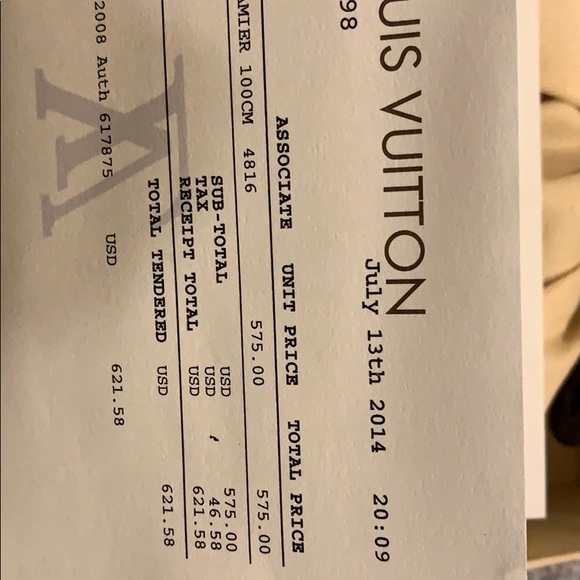 UIS VUITTON
98
July 13th 2014 20:09
ASSOCIATE UNIT PRICE TOTAL PRICE
AMIER 100CM 4816 575.00 575.00
SUB-TOTAL USD 575.00
TAX USD 46.58
RECEIPT TOTAL USD 621.58
TOTAL TENDERED USD 621.58
2008 Auth 617875 USD 621.58